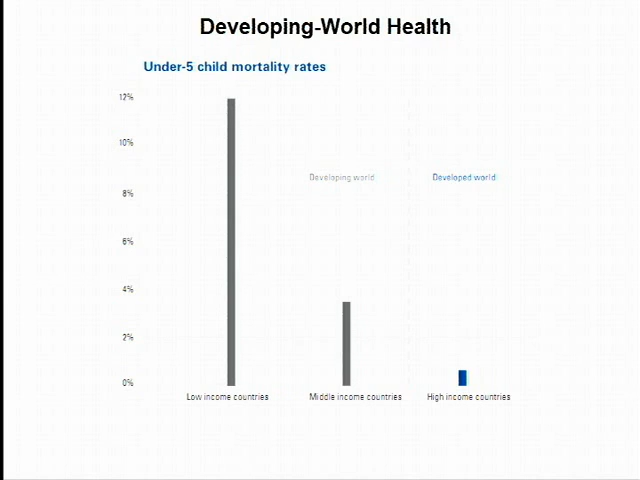 Developing-World Health
Under-5 child mortality rates
12%
10%
Developing world
Developed world
8%
6%
4%
2%
0%
Low income countries
Middle income countries
High income countries